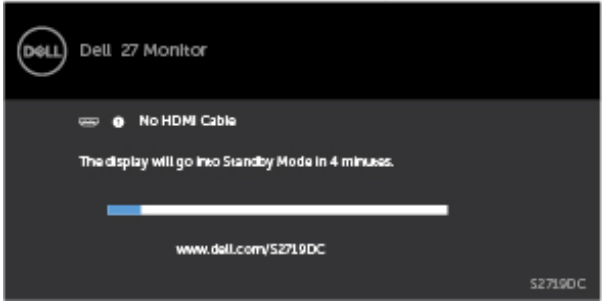 DELL Dell 27 Monitor
No HDMI Cable
The display will go into Standby Mode in 4 minutes.
www.dell.com/S2719DC
S2719DC